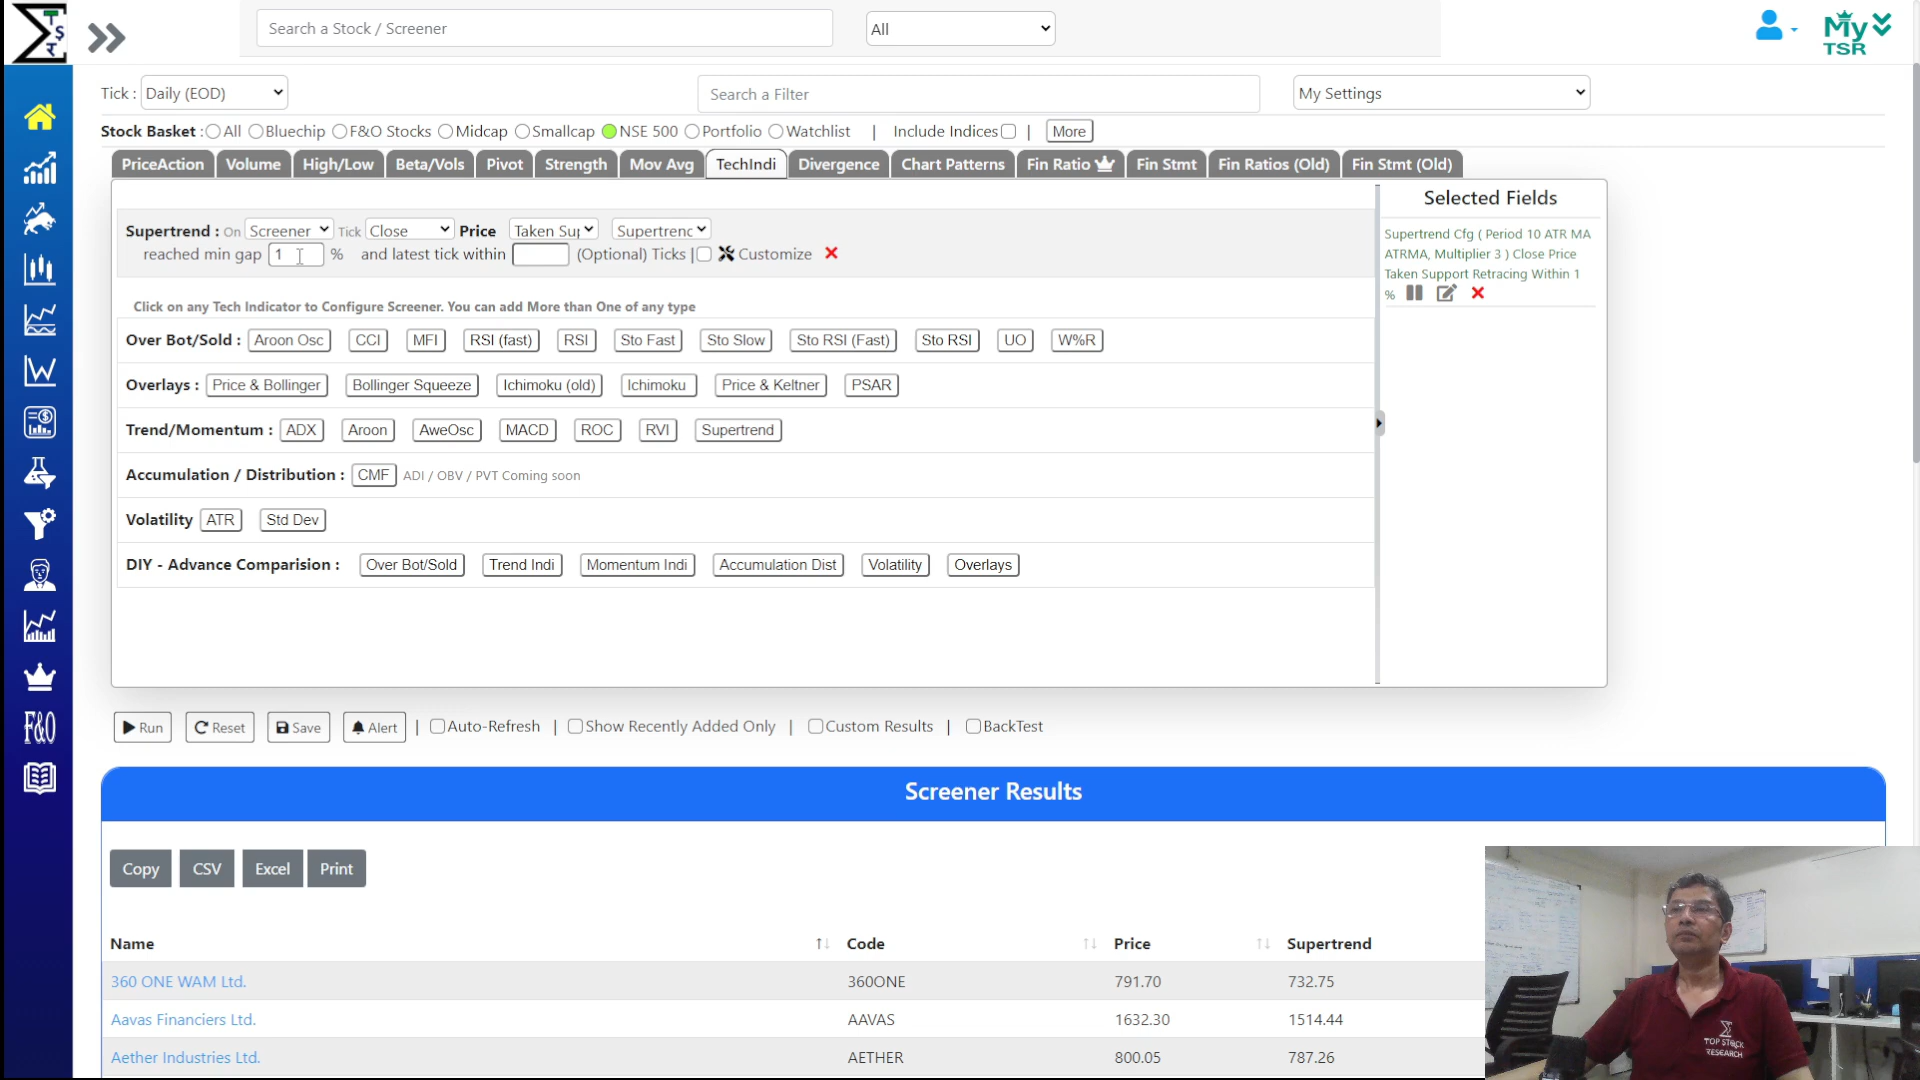 Search a Stock / Screener
All
My
TSR
Tick : Daily (EOD)
Search a Filter
My Settings
Stock Basket : All Bluechip F&O Stocks Midcap Smallcap NSE 500 Portfolio Watchlist | Include Indices | More
PriceAction Volume High/Low Beta/Vols Pivot Strength Mov Avg TechIndi Divergence Chart Patterns Fin Ratio Fin Stmt Fin Ratios (Old) Fin Stmt (Old)
Supertrend : On Screener Tick Close Price Taken Sup Supertrenc
reached min gap 1 % and latest tick within (Optional) Ticks | Customize
Click on any Tech Indicator to Configure Screener. You can add More than One of any type
Over Bot/Sold : Aroon Osc CCI MFI RSI (fast) RSI Sto Fast Sto Slow Sto RSI (Fast) Sto RSI UO W%R
Overlays : Price & Bollinger Bollinger Squeeze Ichimoku (old) Ichimoku Price & Keltner PSAR
Trend/Momentum : ADX Aroon AweOsc MACD ROC RVI Supertrend
Accumulation / Distribution : CMF ADI / OBV / PVT Coming soon
Volatility ATR Std Dev
DIY - Advance Comparision : Over Bot/Sold Trend Indi Momentum Indi Accumulation Dist Volatility Overlays
Selected Fields
Supertrend Cfg ( Period 10 ATR MA
ATRMA, Multiplier 3 ) Close Price
Taken Support Retracing Within 1
%
Run Reset Save Alert | Auto-Refresh | Show Recently Added Only | Custom Results | BackTest
Screener Results
Copy CSV Excel Print
Name Code Price Supertrend
360 ONE WAM Ltd. 360ONE 791.70 732.75
Aavas Financiers Ltd. AAVAS 1632.30 1514.44
Aether Industries Ltd. AETHER 800.05 787.26
F&O
TOP STOCK
RESEARCH